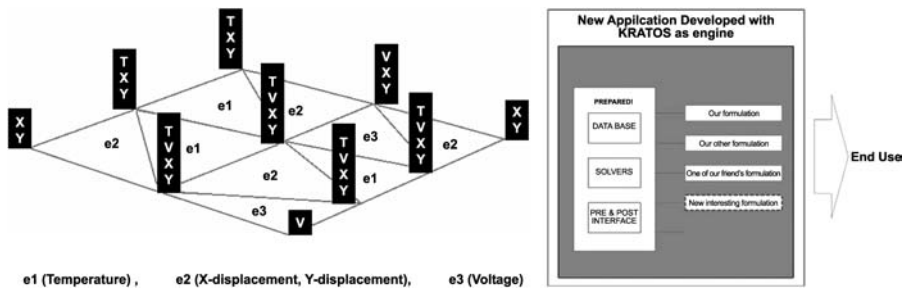 T
X
Y
T
X
Y
V
X
Y
X
Y
T
V
X
Y
T
V
X
Y
X
Y
T
V
X
Y
T
V
X
Y
V
e1
e2
e3
e2
e1
e2
e2
e1
e3
e1 (Temperature) , e2 (X-displacement, Y-displacement), e3 (Voltage)
New Appilcation Developed with
KRATOS as engine
PREPARED!
DATA BASE
SOLVERS
PRE & POST
INTERFACE
Our formulation
Our other formulation
One of our friend's formulation
New interesting formulation
End Use